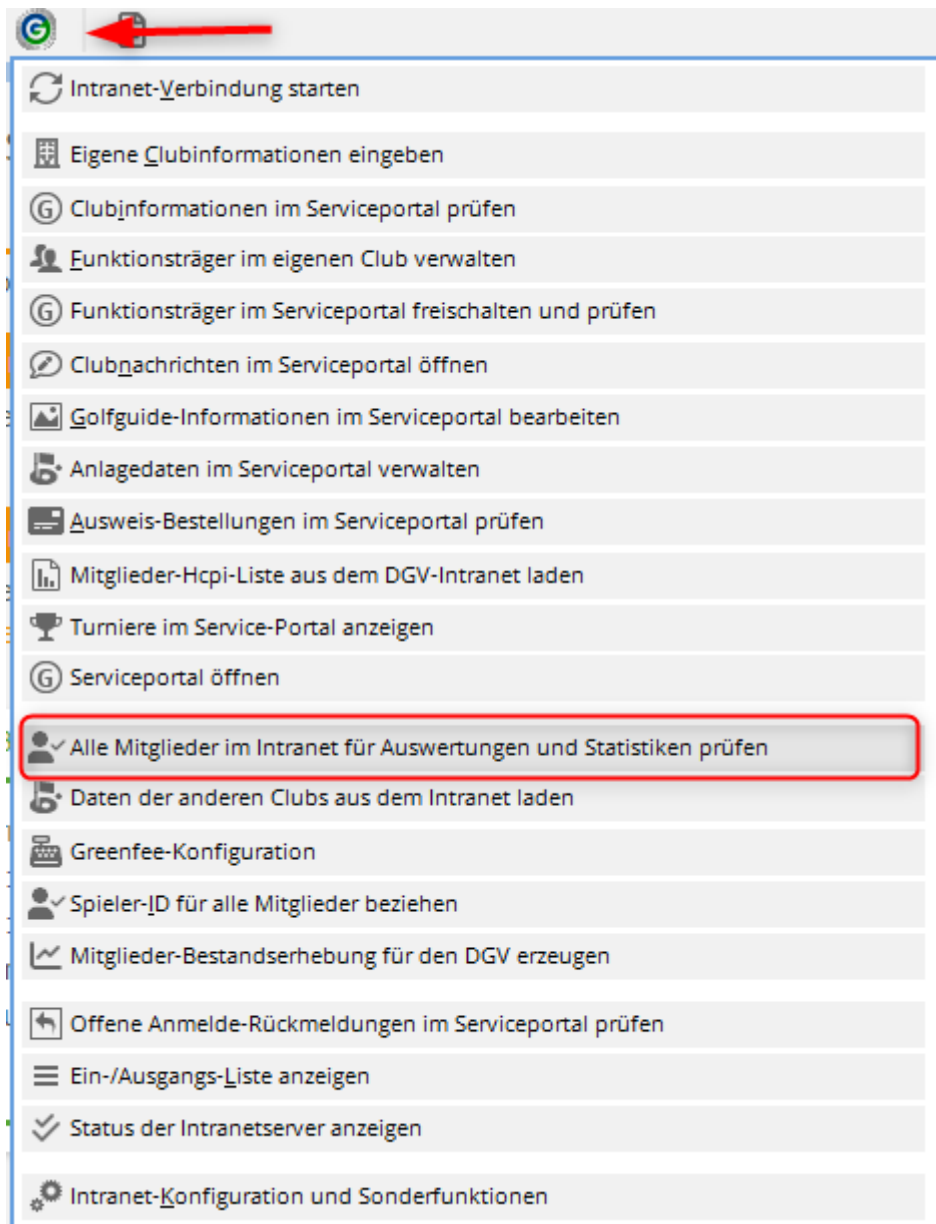 Intranet-Verbindung starten
Eigene Clubinformationen eingeben
Clubinformationen im Serviceportal prüfen
Funktionsträger im eigenen Club verwalten
Funktionsträger im Serviceportal freischalten und prüfen
Clubnachrichten im Serviceportal öffnen
Golfguide-Informationen im Serviceportal bearbeiten
Anlagedaten im Serviceportal verwalten
Ausweis-Bestellungen im Serviceportal prüfen
Mitglieder-Hcpi-Liste aus dem DGV-Intranet laden
Turniere im Service-Portal anzeigen
Serviceportal öffnen
Alle Mitglieder im Intranet für Auswertungen und Statistiken prüfen
Daten der anderen Clubs aus dem Intranet laden
Greenfee-Konfiguration
Spieler-ID für alle Mitglieder beziehen
Mitglieder-Bestandserhebung für den DGV erzeugen
Offene Anmelde-Rückmeldungen im Serviceportal prüfen
Ein-/Ausgangs-Liste anzeigen
Status der Intranetserver anzeigen
Intranet-Konfiguration und Sonderfunktionen